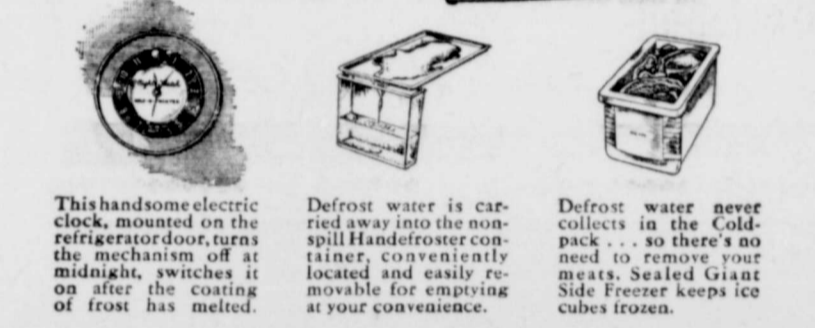 This handsome electric
clock, mounted on the
refrigerator door, turns
the mechanism off at
midnight, switches it
on after the coating
of frost has melted.
Defrost water is car-
ried away into the non-
spill Handefroster con-
tainer, conveniently
located and easily re-
movable for emptying
at your convenience.
Defrost water never
collects in the Cold-
pack . . . so there's no
need to remove your
meats. Sealed Giant
Side Freezer keeps ice
cubes frozen.